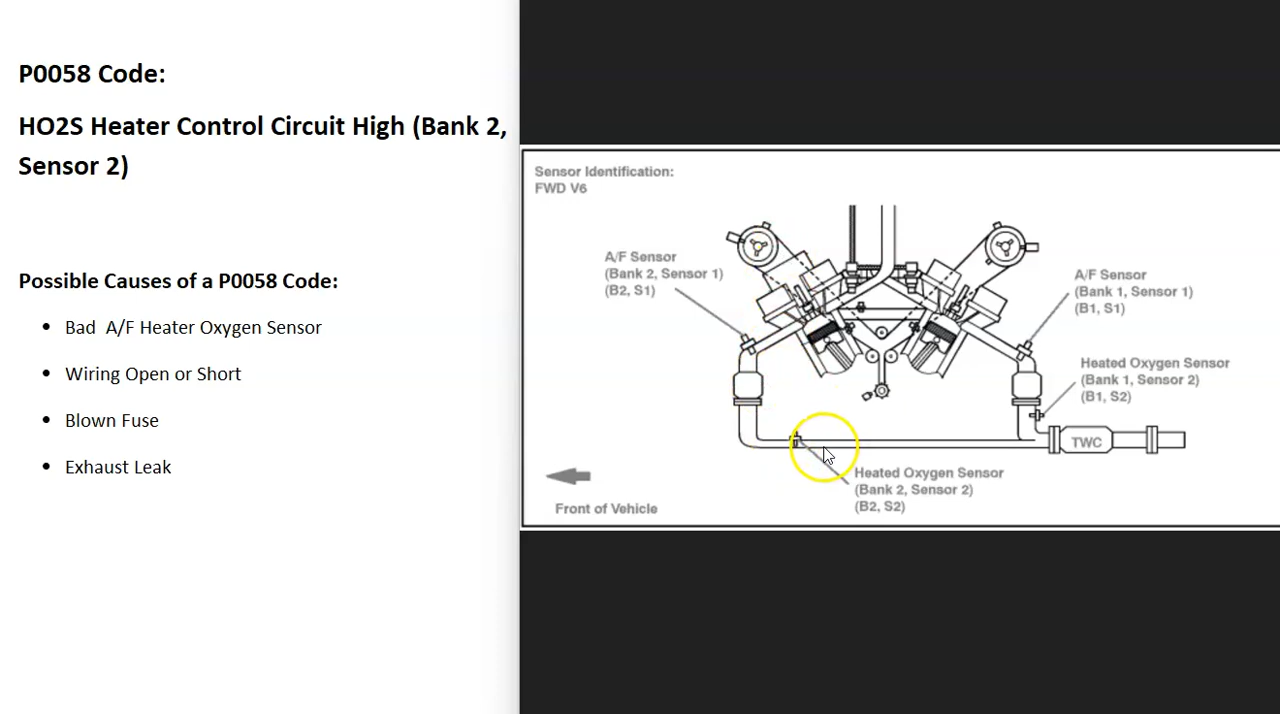 P0058 Code:
HO2S Heater Control Circuit High (Bank 2,
Sensor 2)
Possible Causes of a P0058 Code:
• Bad  A/F Heater Oxygen Sensor
• Wiring Open or Short
• Blown Fuse
• Exhaust Leak
Sensor Identification:
FWD V6
A/F Sensor
(Bank 2, Sensor 1)
(B2, S1)
A/F Sensor
(Bank 1, Sensor 1)
(B1, S1)
Heated Oxygen Sensor
(Bank 1, Sensor 2)
(B1, S2)
TWC
Heated Oxygen Sensor
(Bank 2, Sensor 2)
(B2, S2)
Front of Vehicle